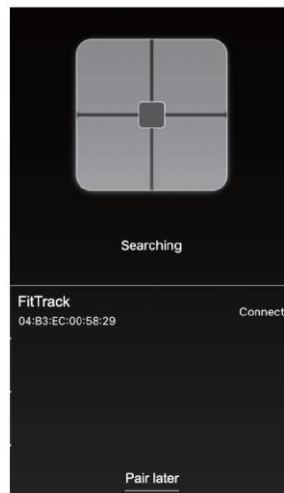 Searching
FitTrack
Connect
04:B3:EC:00:58:29
Pair later